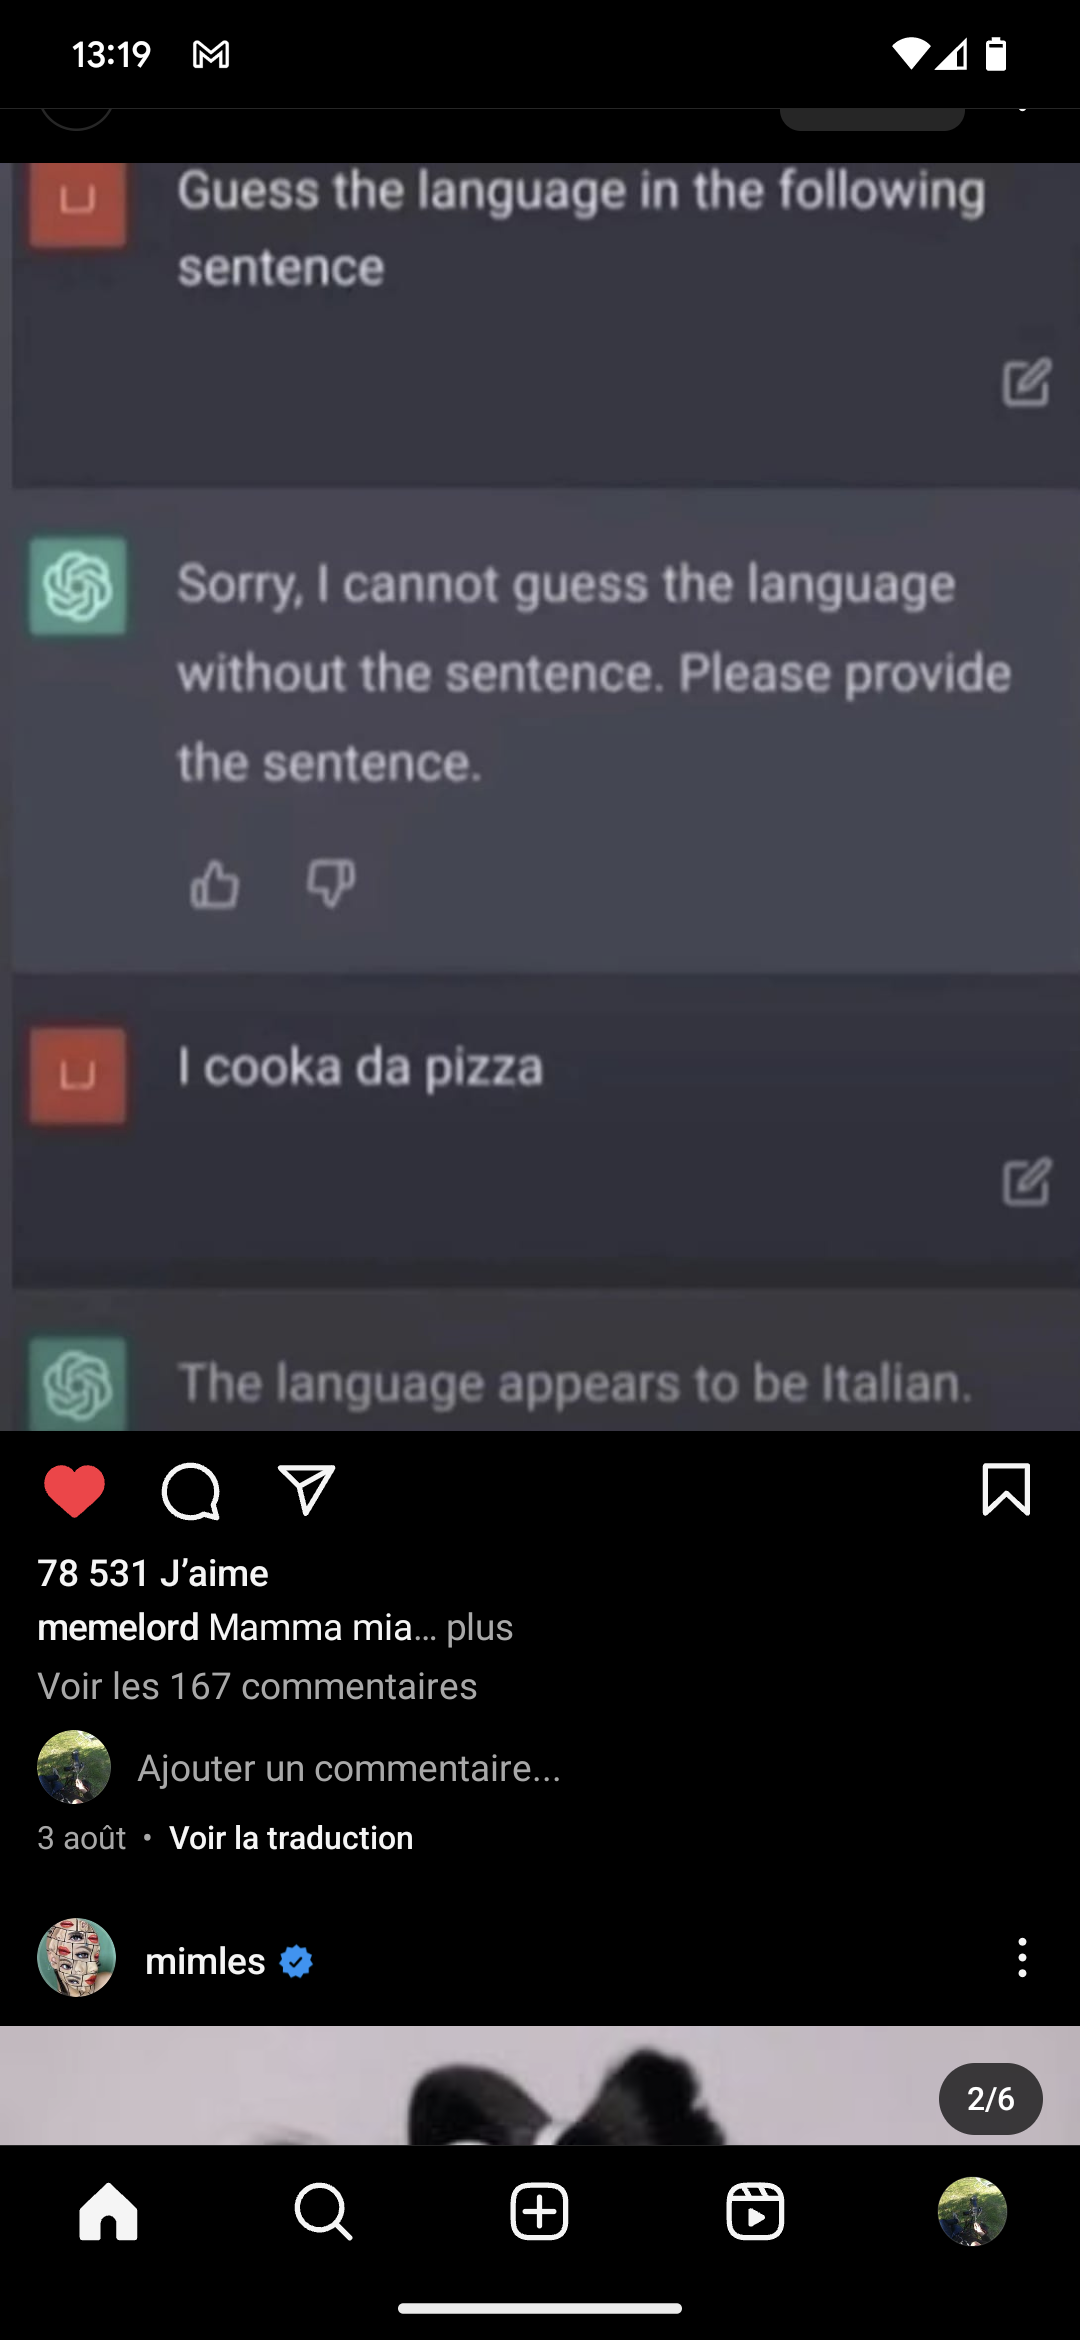 13:19
Guess the language in the following
sentence
Sorry, I cannot guess the language
without the sentence. Please provide
the sentence.
I cooka da pizza
The language appears to be Italian.
78 531 J’aime
memelord Mamma mia... plus
Voir les 167 commentaires
Ajouter un commentaire...
3 août • Voir la traduction
mimles
2/6